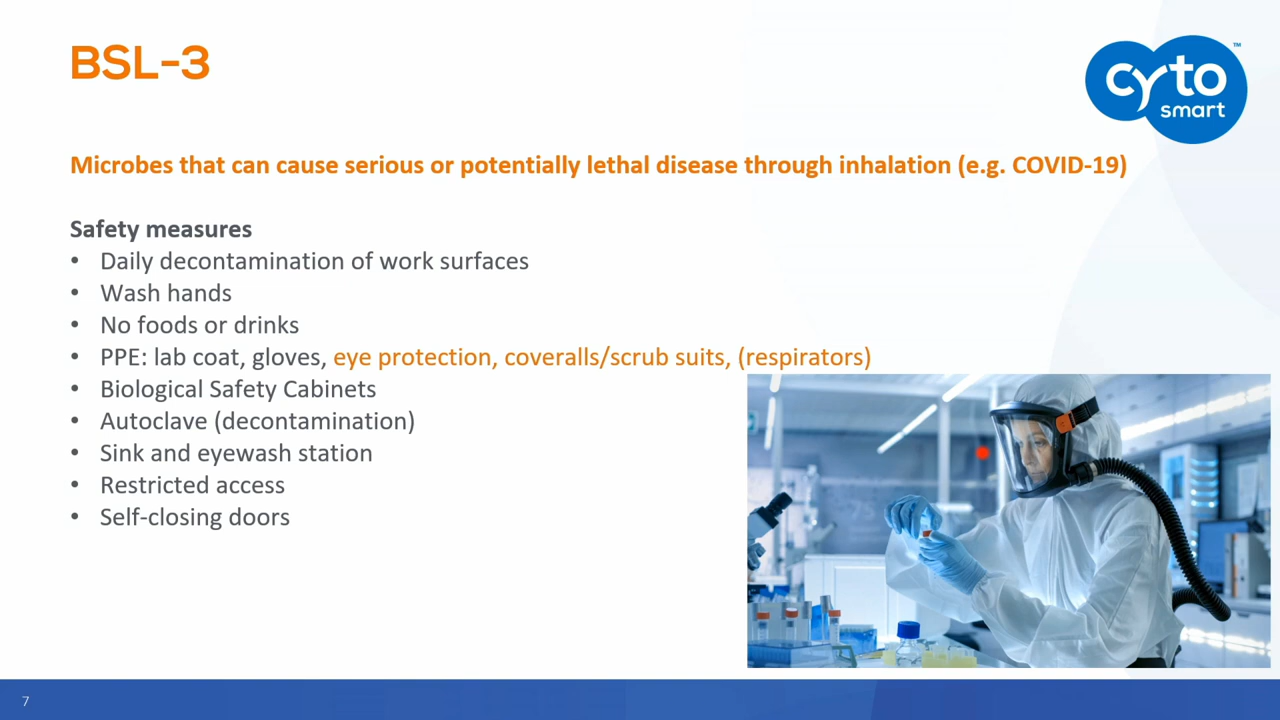 BSL-3
cyto
smart
™
Microbes that can cause serious or potentially lethal disease through inhalation (e.g. COVID-19)
Safety measures
• Daily decontamination of work surfaces
• Wash hands
• No foods or drinks
• PPE: lab coat, gloves, eye protection, coveralls/scrub suits, (respirators)
• Biological Safety Cabinets
• Autoclave (decontamination)
• Sink and eyewash station
• Restricted access
• Self-closing doors
7